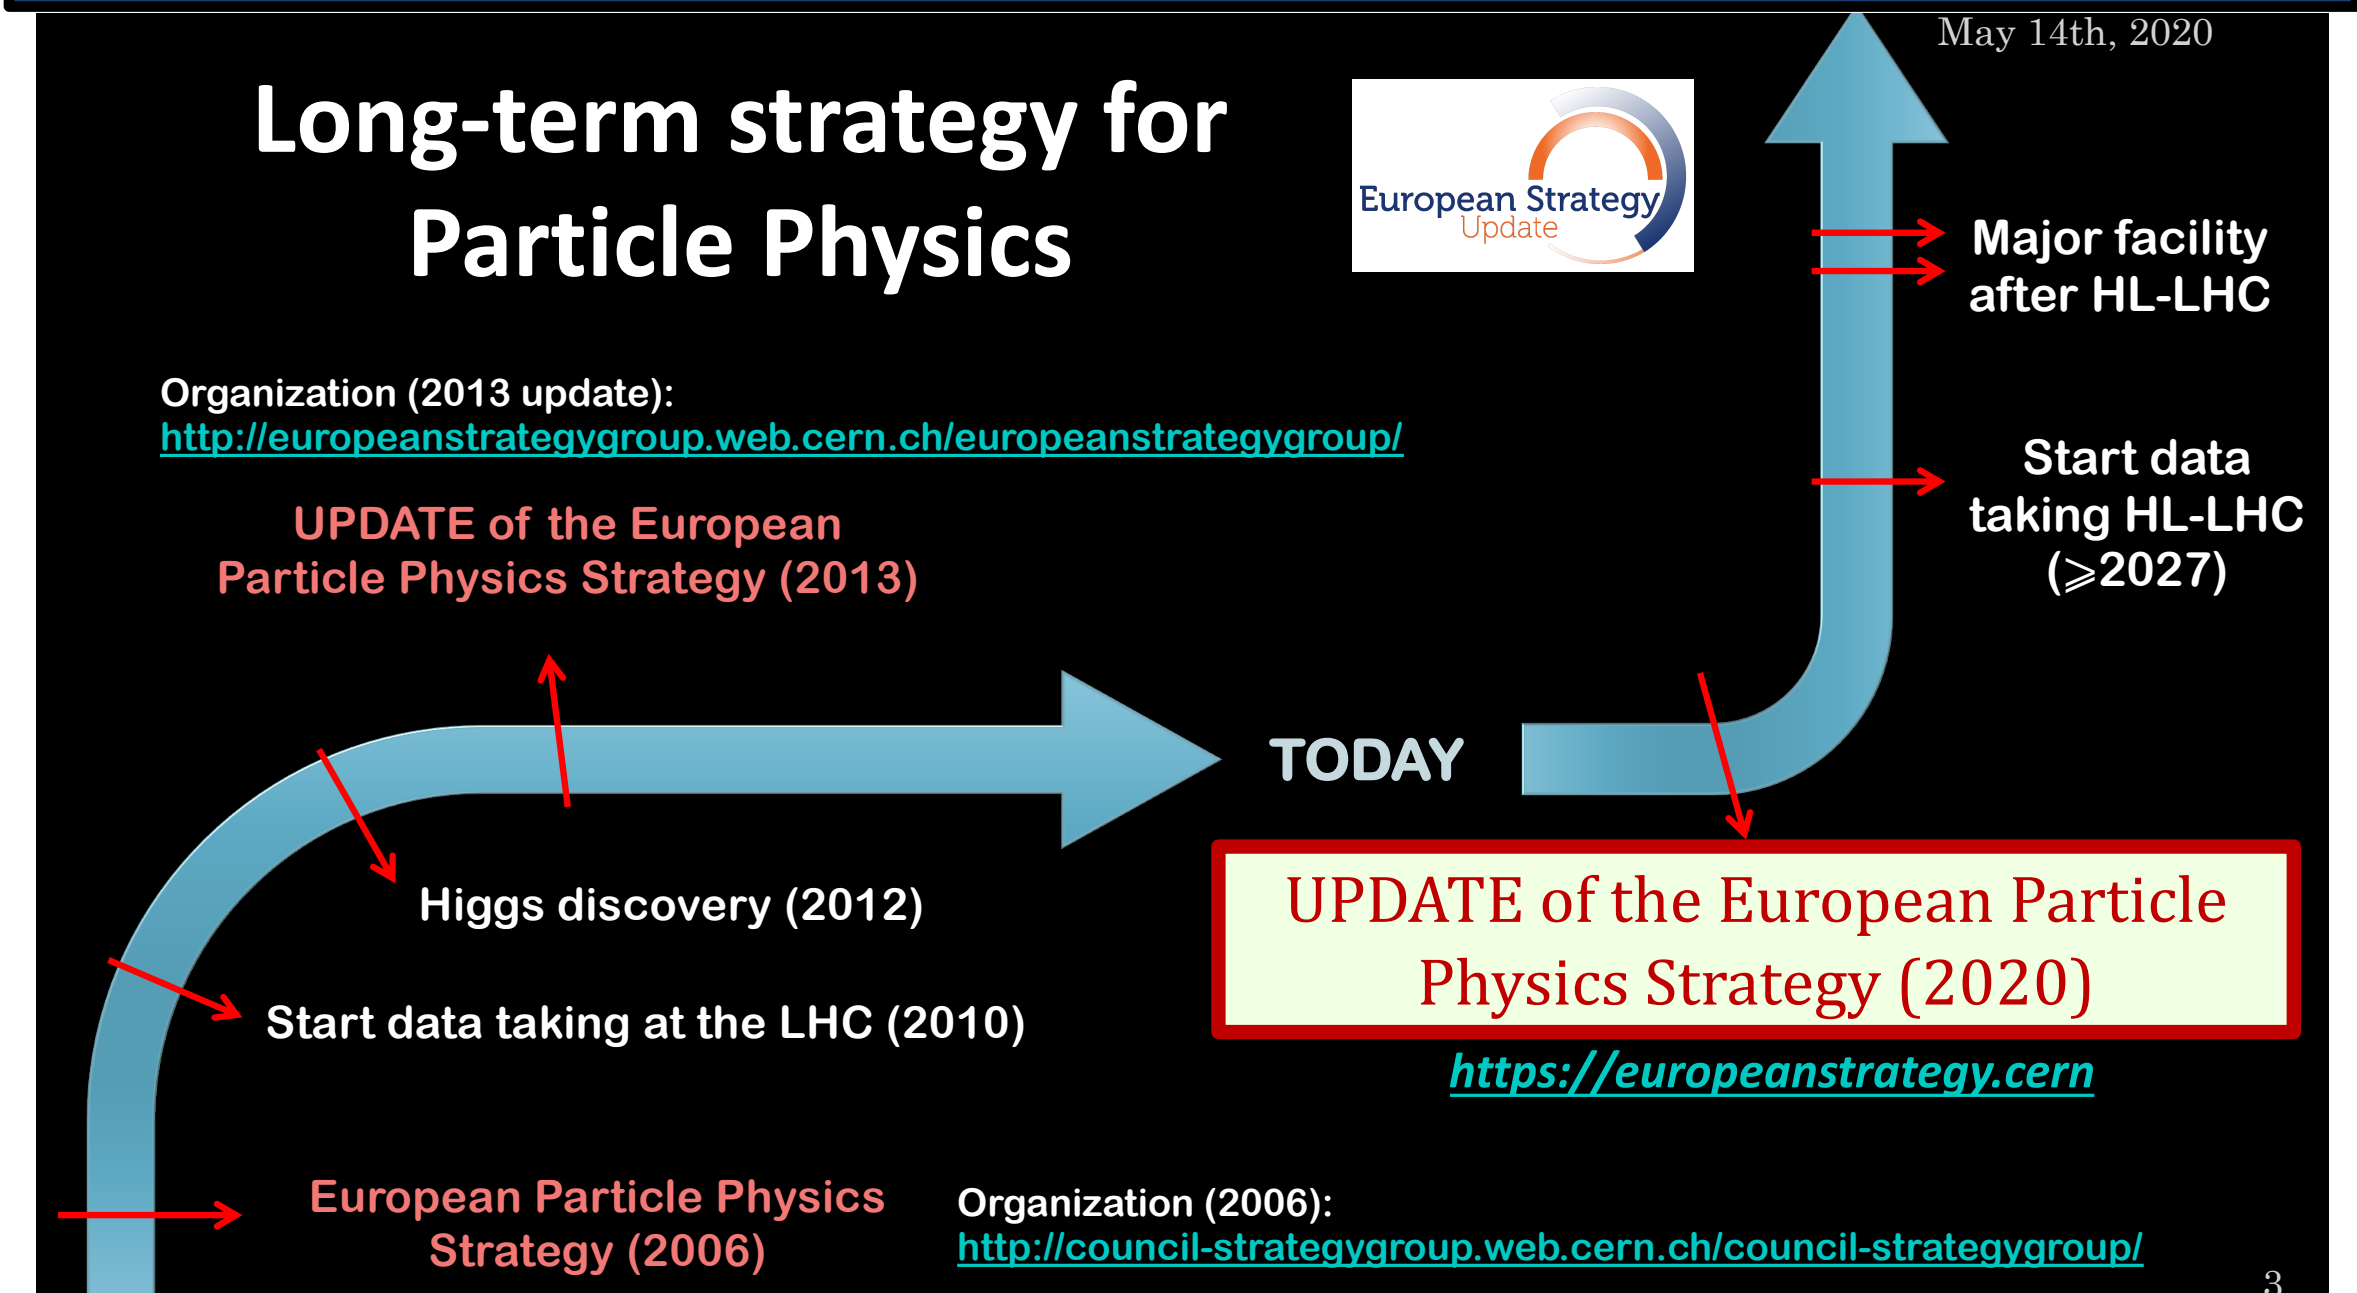 May 14th, 2020
Long-term strategy for
Particle Physics
European Strategy
Update
Major facility
after HL-LHC
Organization (2013 update):
http://europeanstrategygroup.web.cern.ch/europeanstrategygroup/
Start data
taking HL-LHC
(⩾2027)
UPDATE of the European
Particle Physics Strategy (2013)
TODAY
Higgs discovery (2012)
UPDATE of the European Particle
Physics Strategy (2020)
Start data taking at the LHC (2010)
https://europeanstrategy.cern
European Particle Physics
Strategy (2006)
Organization (2006):
http://council-strategygroup.web.cern.ch/council-strategygroup/
3